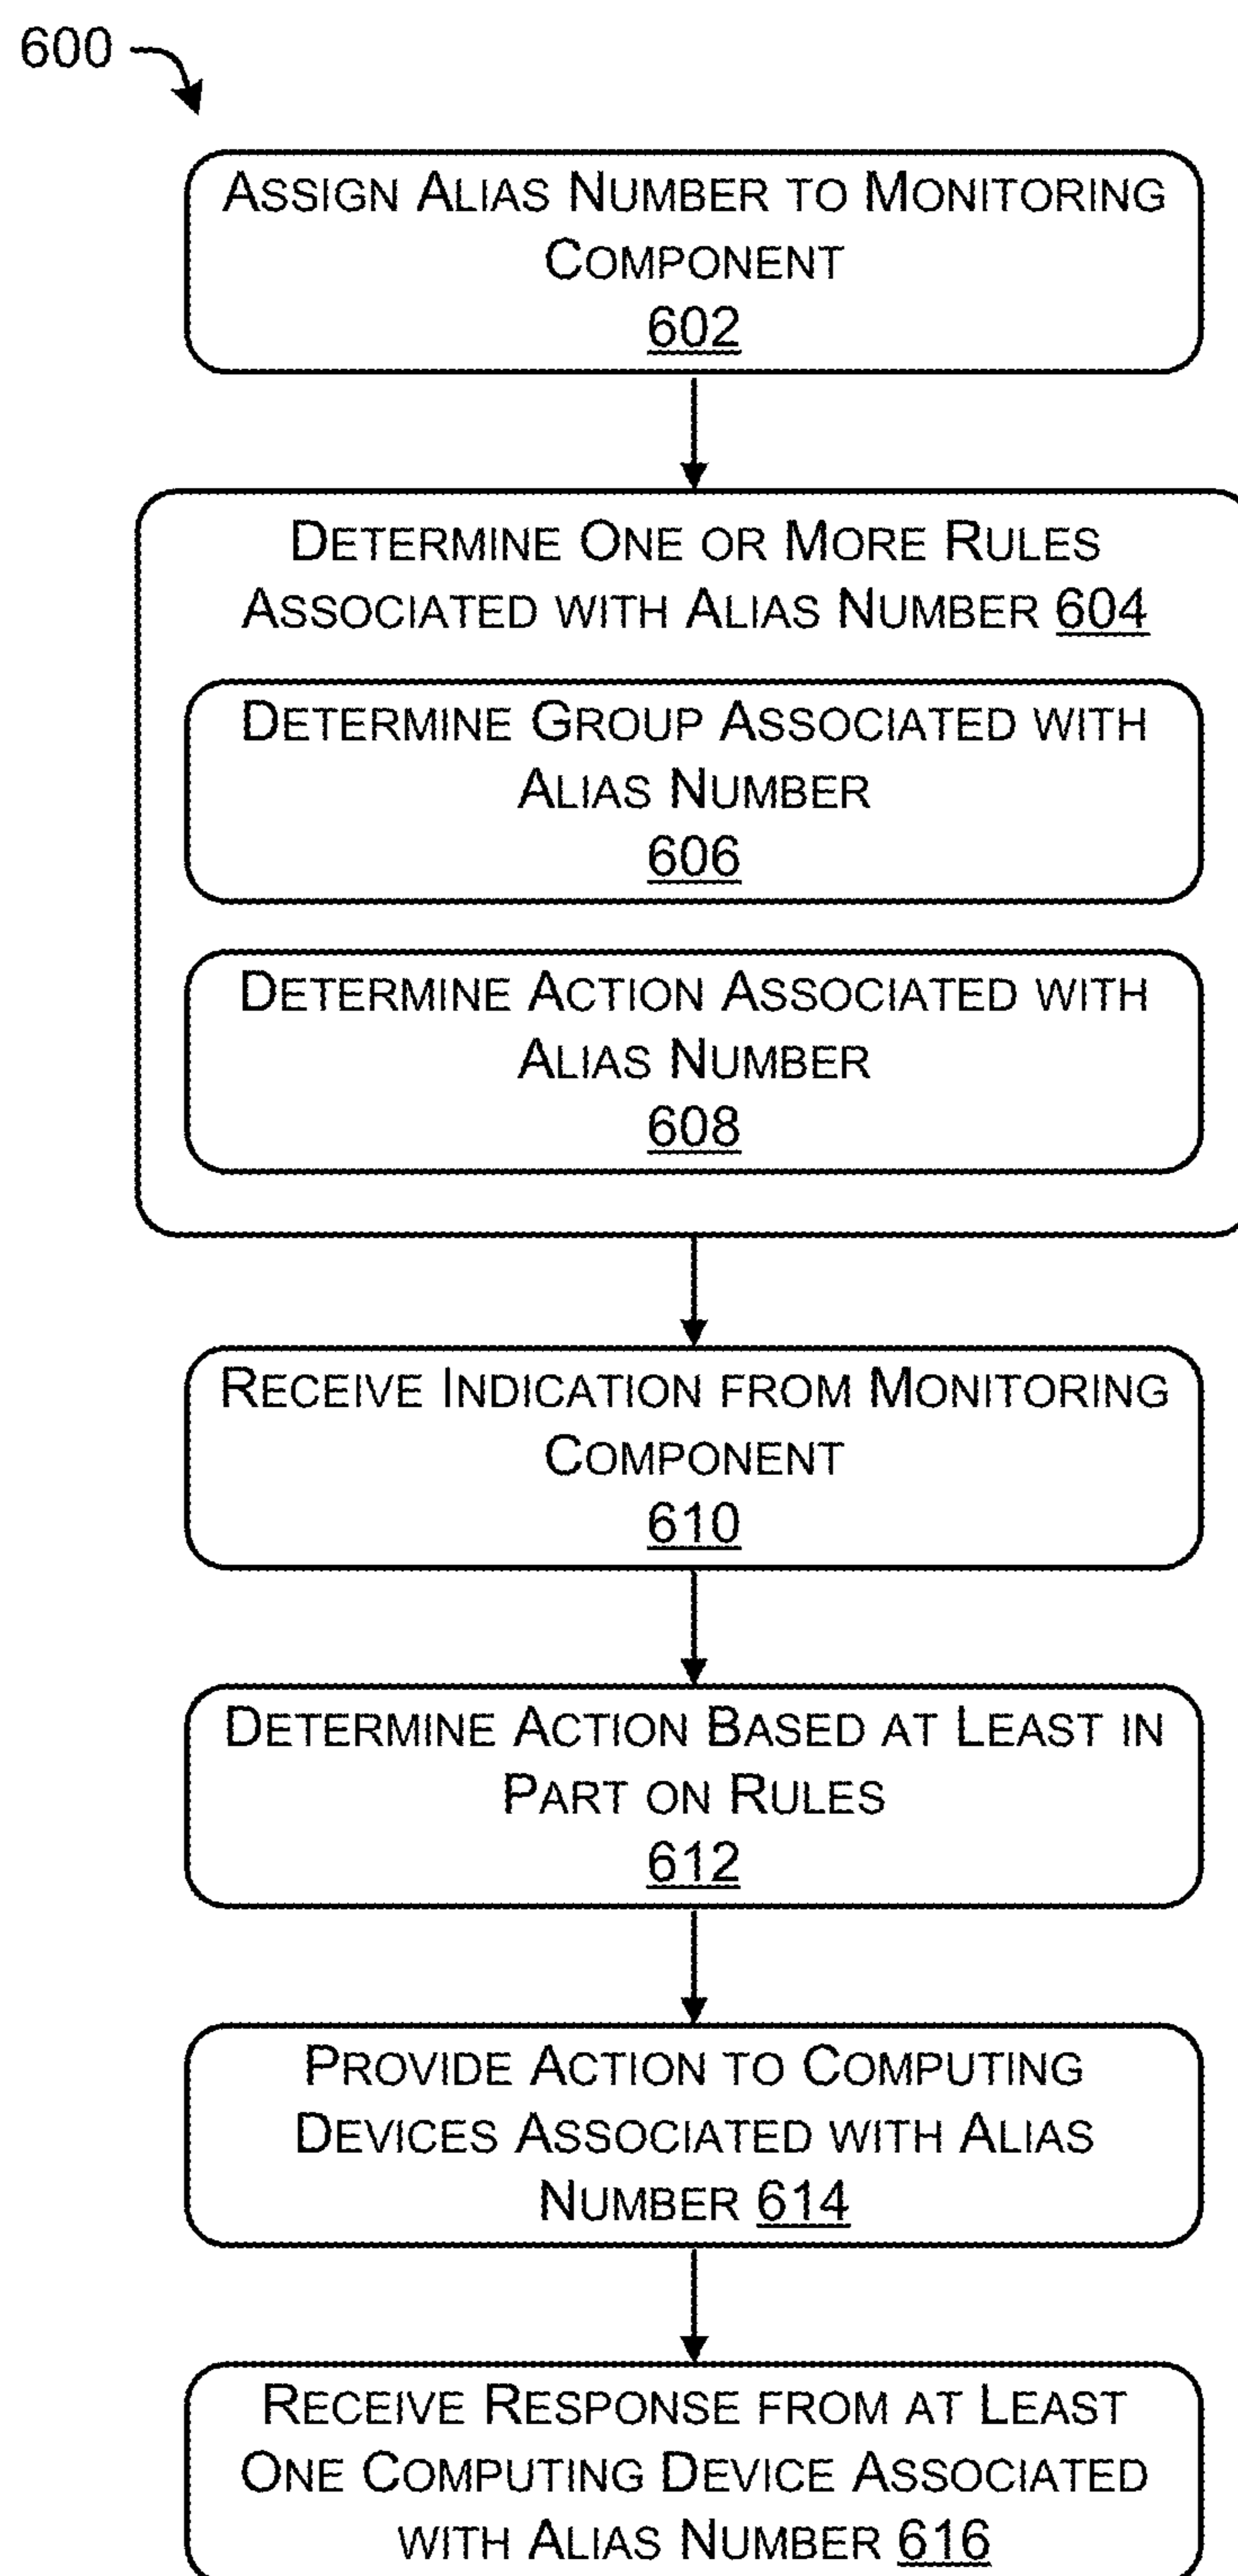 600
ASSIGN ALIAS NUMBER TO MONITORING
COMPONENT
602
DETERMINE ONE OR MORE RULES
ASSOCIATED WITH ALIAS NUMBER 604
DETERMINE GROUP ASSOCIATED WITH
ALIAS NUMBER
606
DETERMINE ACTION ASSOCIATED WITH
ALIAS NUMBER
608
RECEIVE INDICATION FROM MONITORING
COMPONENT
610
DETERMINE ACTION BASED AT LEAST IN
PART ON RULES
612
PROVIDE ACTION TO COMPUTING
DEVICES ASSOCIATED WITH ALIAS
NUMBER 614
RECEIVE RESPONSE FROM AT LEAST
ONE COMPUTING DEVICE ASSOCIATED
WITH ALIAS NUMBER 616